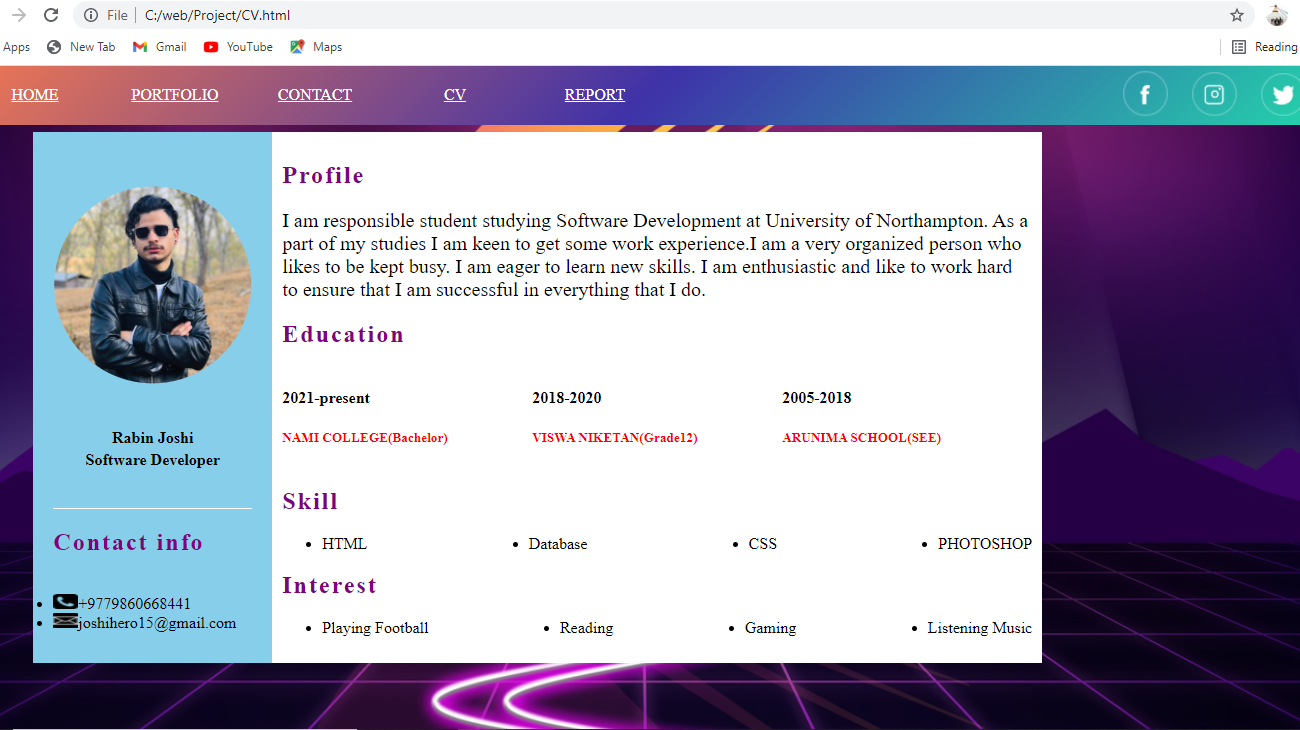 File C:/web/Project/CV.html
Apps New Tab Gmail YouTube Maps Reading
HOME PORTFOLIO CONTACT CV REPORT
Rabin Joshi
Software Developer
Contact info
+9779860668441
joshihero15@gmail.com
Profile
I am responsible student studying Software Development at University of Northampton. As a
part of my studies I am keen to get some work experience.I am a very organized person who
likes to be kept busy. I am eager to learn new skills. I am enthusiastic and like to work hard
to ensure that I am successful in everything that I do.
Education
2021-present 2018-2020 2005-2018
NAMI COLLEGE(Bachelor) VISWA NIKETAN(Grade12) ARUNIMA SCHOOL(SEE)
Skill
• HTML • Database • CSS • PHOTOSHOP
Interest
• Playing Football • Reading • Gaming • Listening Music